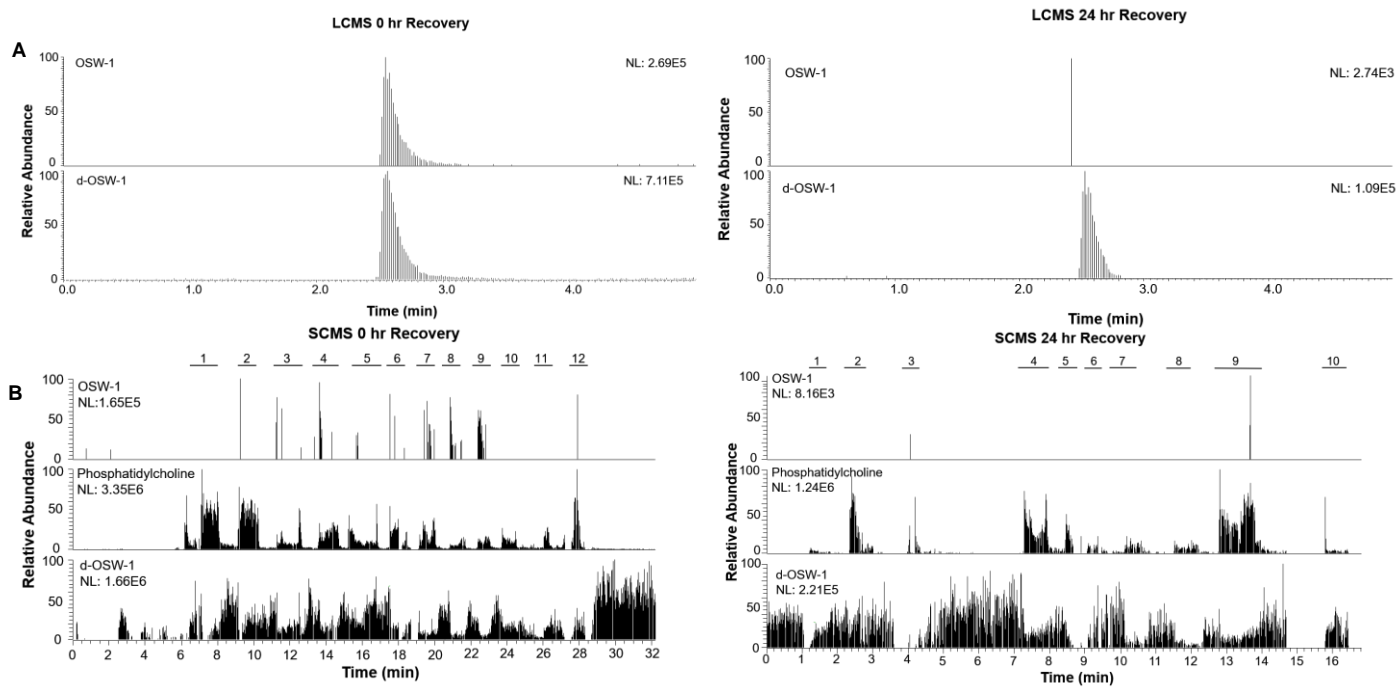 LCMS 0 hr Recovery
A
Relative Abundance
100
50
0
OSW-1
NL: 2.69E5
100
50
0
d-OSW-1
NL: 7.11E5
0.0 1.0 2.0 3.0 4.0
Time (min)
LCMS 24 hr Recovery
Relative Abundance
100
50
0
OSW-1
NL: 2.74E3
100
50
0
d-OSW-1
NL: 1.09E5
0.0 1.0 2.0 3.0 4.0
Time (min)
SCMS 0 hr Recovery
B
1 2 3 4 5 6 7 8 9 10 11 12
Relative Abundance
100
50
0
OSW-1
NL:1.65E5
100
50
0
Phosphatidylcholine
NL: 3.35E6
100
50
0
d-OSW-1
NL: 1.66E6
0 2 4 6 8 10 12 14 16 18 20 22 24 26 28 30 32
Time (min)
SCMS 24 hr Recovery
1 2 3 4 5 6 7 8 9 10
Relative Abundance
100
50
0
OSW-1
NL: 8.16E3
100
50
0
Phosphatidylcholine
NL: 1.24E6
100
50
0
d-OSW-1
NL: 2.21E5
0 1 2 3 4 5 6 7 8 9 10 11 12 13 14 15 16
Time (min)